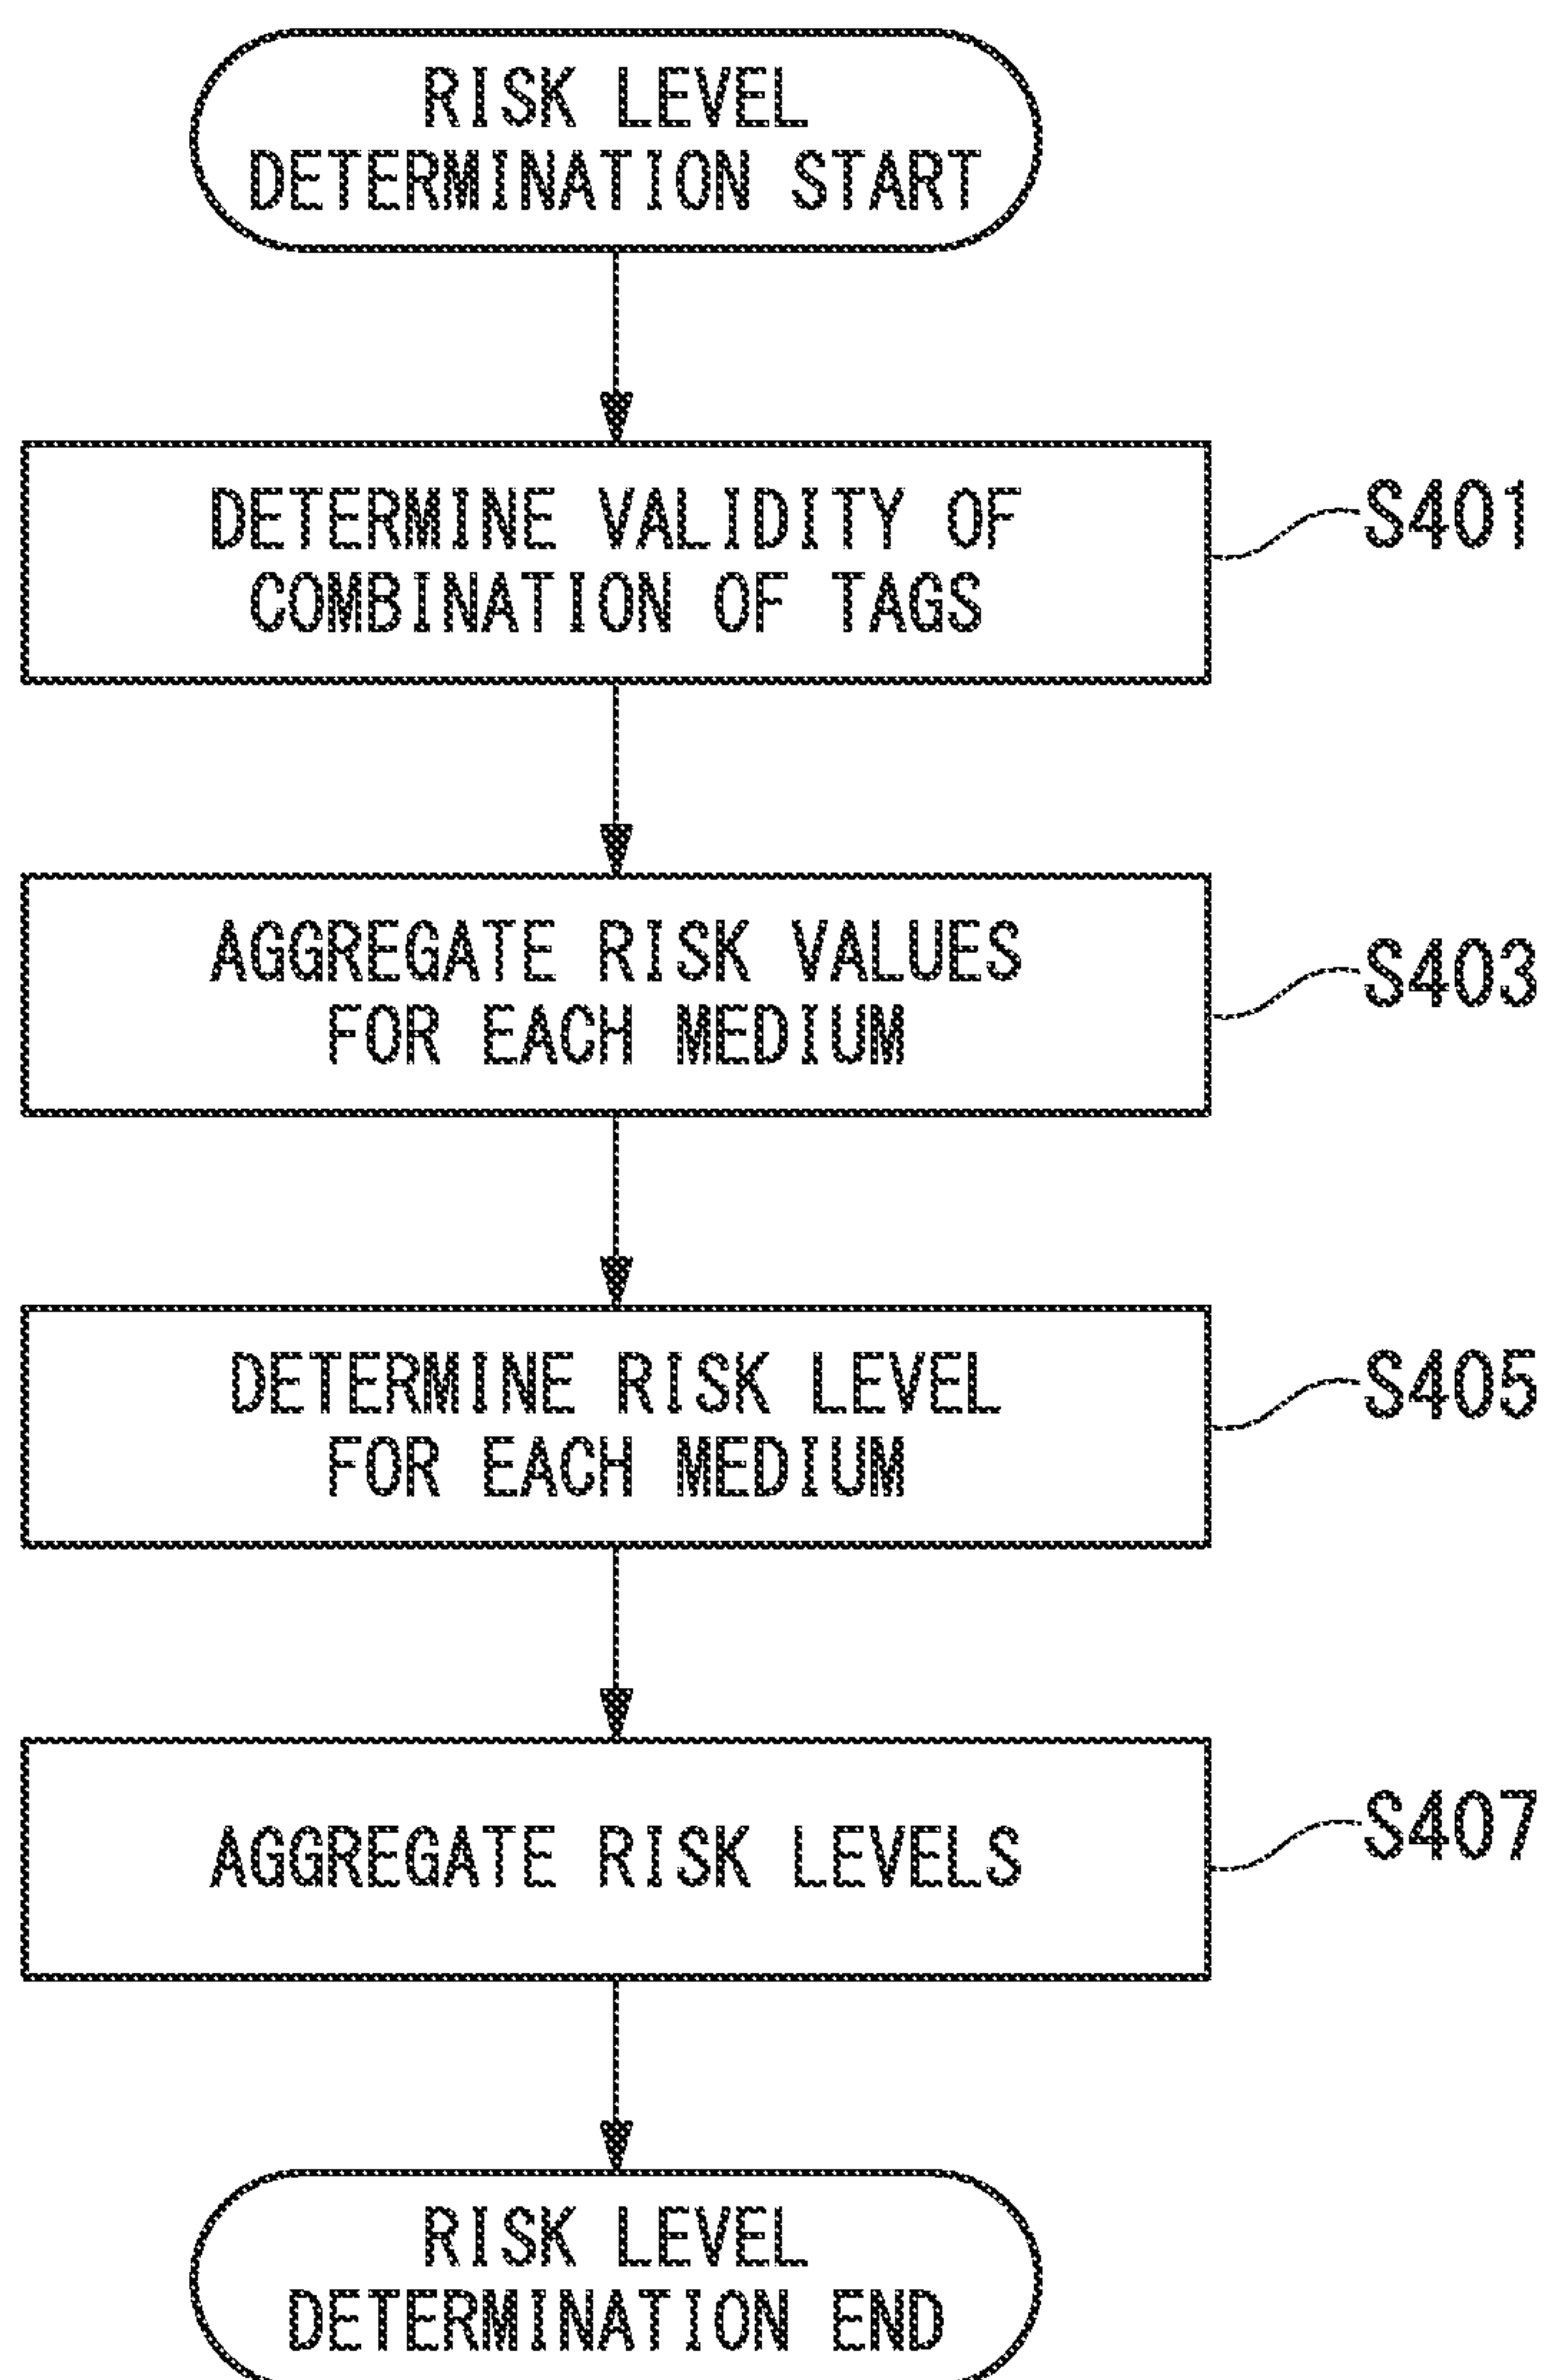 RISK LEVEL
DETERMINATION START
DETERMINE VALIDITY OF
COMBINATION OF TAGS
S401
AGGREGATE RISK VALUES
FOR EACH MEDIUM
S403
DETERMINE RISK LEVEL
FOR EACH MEDIUM
S405
AGGREGATE RISK LEVELS
S407
RISK LEVEL
DETERMINATION END